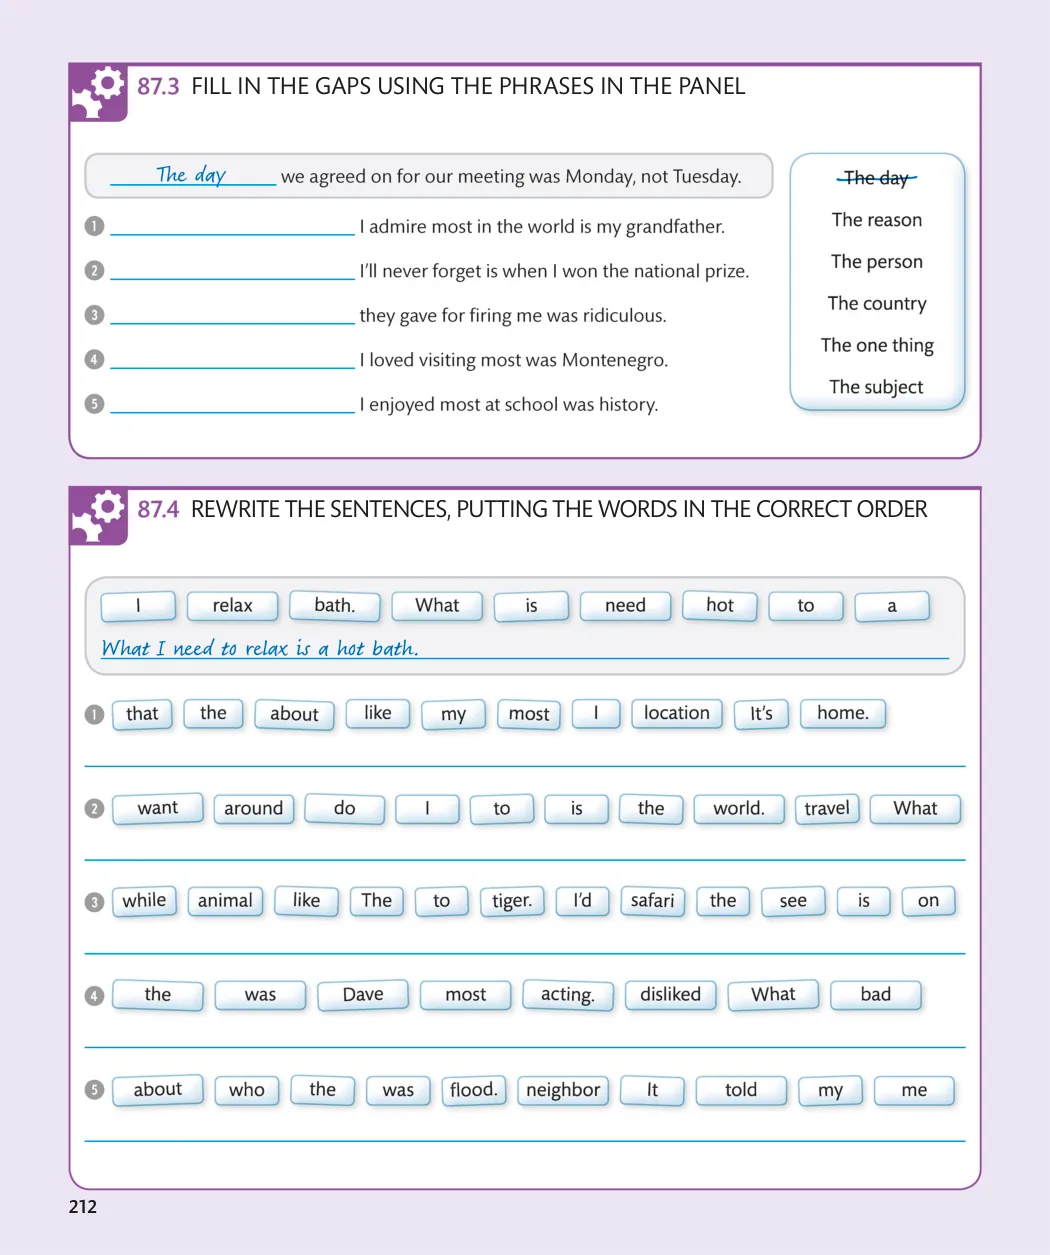 87.3 FILL IN THE GAPS USING THE PHRASES IN THE PANEL
The day we agreed on for our meeting was Monday, not Tuesday.
1 I admire most in the world is my grandfather.
2 I'll never forget is when I won the national prize.
3 they gave for firing me was ridiculous.
4 I loved visiting most was Montenegro.
5 I enjoyed most at school was history.
The day
The reason
The person
The country
The one thing
The subject
87.4 REWRITE THE SENTENCES, PUTTING THE WORDS IN THE CORRECT ORDER
I relax bath. What is need hot to a
What I need to relax is a hot bath.
1 that the about like my most I location It's home.
2 want around do I to is the world. travel What
3 while animal like The to tiger. I'd safari the see is on
4 the was Dave most acting. disliked What bad
5 about who the was flood. neighbor It told my me
212